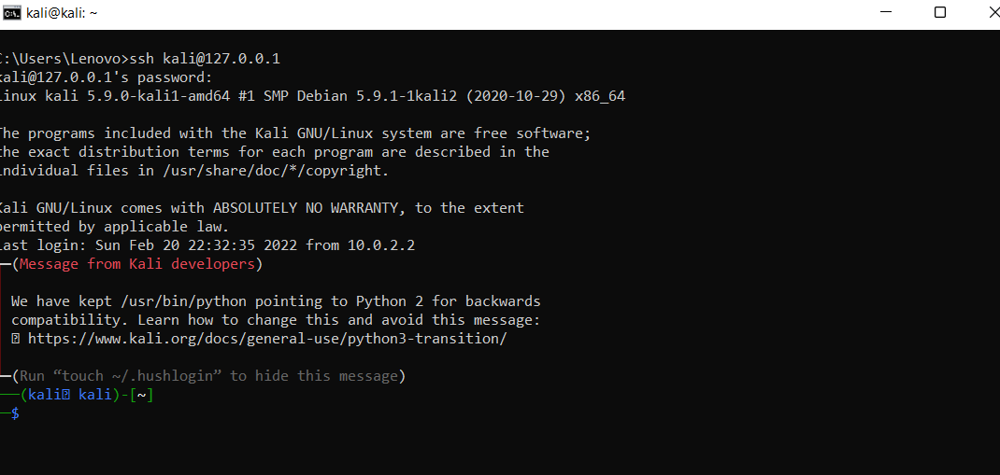 kali@kali: ~
C:\Users\Lenovo>ssh kali@127.0.0.1
kali@127.0.0.1's password:
Linux kali 5.9.0-kali1-amd64 #1 SMP Debian 5.9.1-1kali2 (2020-10-29) x86_64
The programs included with the Kali GNU/Linux system are free software;
the exact distribution terms for each program are described in the
individual files in /usr/share/doc/*/copyright.
Kali GNU/Linux comes with ABSOLUTELY NO WARRANTY, to the extent
permitted by applicable law.
Last login: Sun Feb 20 22:32:35 2022 from 10.0.2.2
─(Message from Kali developers)
We have kept /usr/bin/python pointing to Python 2 for backwards
compatibility. Learn how to change this and avoid this message:
⍰ https://www.kali.org/docs/general-use/python3-transition/
─(Run “touch ~/.hushlogin” to hide this message)
──(kali⍰ kali)-[~]
─$